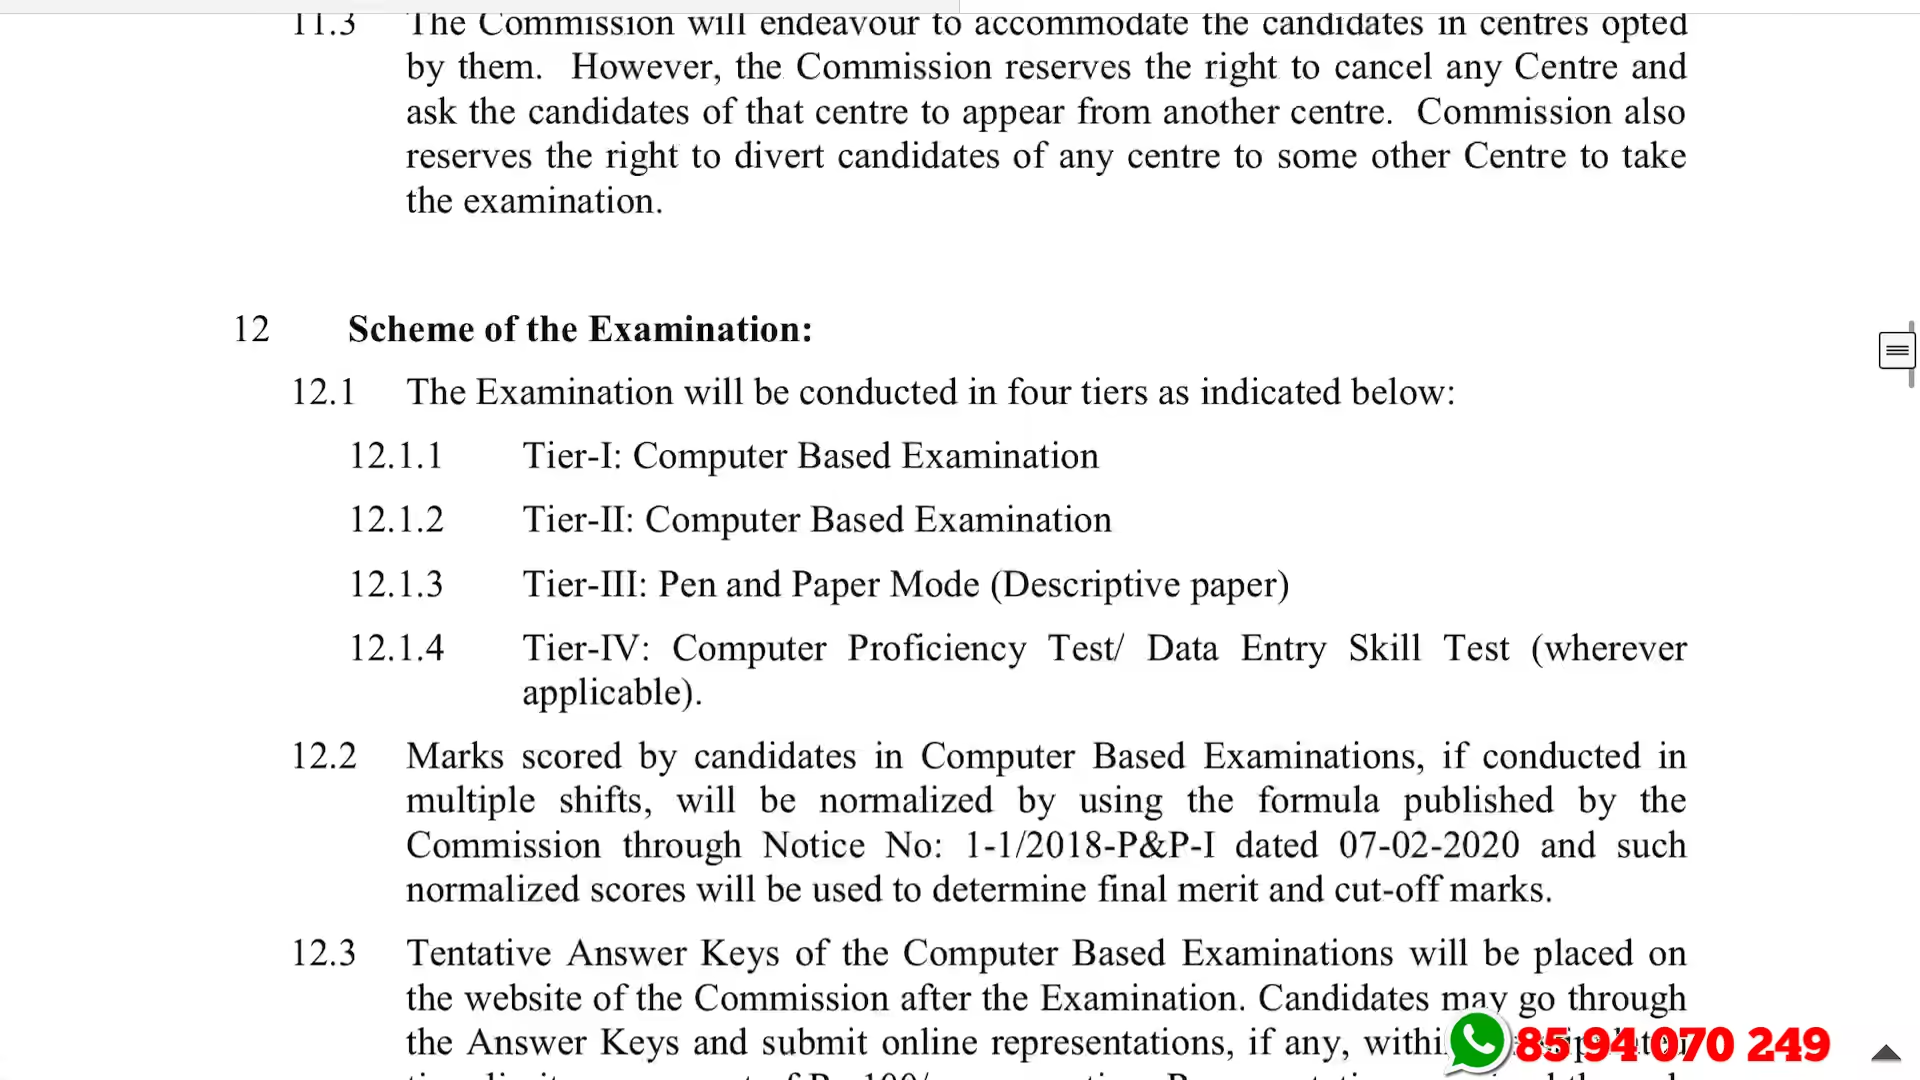 11.3 The Commission will endeavour to accommodate the candidates in centres opted
by them. However, the Commission reserves the right to cancel any Centre and
ask the candidates of that centre to appear from another centre. Commission also
reserves the right to divert candidates of any centre to some other Centre to take
the examination.
12 Scheme of the Examination:
12.1 The Examination will be conducted in four tiers as indicated below:
12.1.1 Tier-I: Computer Based Examination
12.1.2 Tier-II: Computer Based Examination
12.1.3 Tier-III: Pen and Paper Mode (Descriptive paper)
12.1.4 Tier-IV: Computer Proficiency Test/ Data Entry Skill Test (wherever
applicable).
12.2 Marks scored by candidates in Computer Based Examinations, if conducted in
multiple shifts, will be normalized by using the formula published by the
Commission through Notice No: 1-1/2018-P&P-I dated 07-02-2020 and such
normalized scores will be used to determine final merit and cut-off marks.
12.3 Tentative Answer Keys of the Computer Based Examinations will be placed on
the website of the Commission after the Examination. Candidates may go through
the Answer Keys and submit online representations, if any,
85 94 070 249